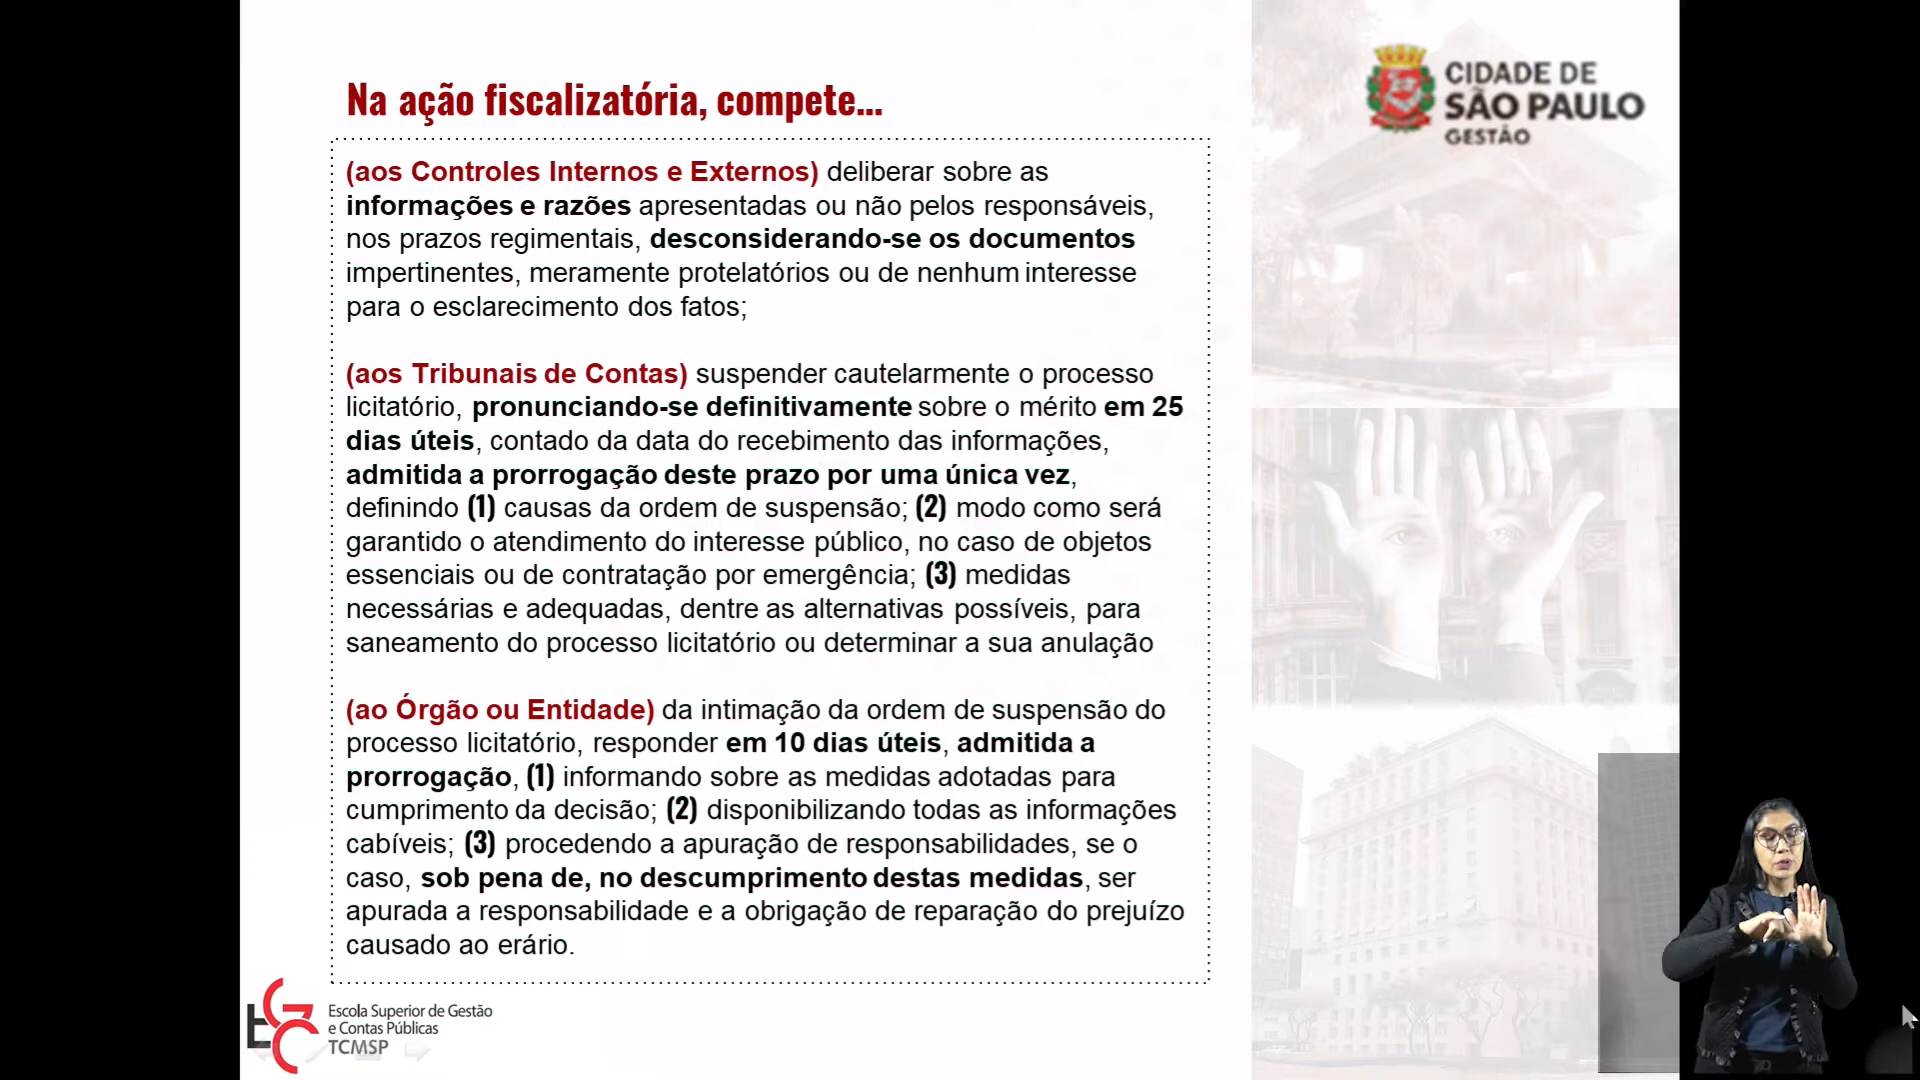 Na ação fiscalizatória, compete...
CIDADE DE
SÃO PAULO
GESTÃO
(aos Controles Internos e Externos) deliberar sobre as
informações e razões apresentadas ou não pelos responsáveis,
nos prazos regimentais, desconsiderando-se os documentos
impertinentes, meramente protelatórios ou de nenhum interesse
para o esclarecimento dos fatos;
(aos Tribunais de Contas) suspender cautelarmente o processo
licitatório, pronunciando-se definitivamente sobre o mérito em 25
dias úteis, contado da data do recebimento das informações,
admitida a prorrogação deste prazo por uma única vez,
definindo (1) causas da ordem de suspensão; (2) modo como será
garantido o atendimento do interesse público, no caso de objetos
essenciais ou de contratação por emergência; (3) medidas
necessárias e adequadas, dentre as alternativas possíveis, para
saneamento do processo licitatório ou determinar a sua anulação
(ao Órgão ou Entidade) da intimação da ordem de suspensão do
processo licitatório, responder em 10 dias úteis, admitida a
prorrogação, (1) informando sobre as medidas adotadas para
cumprimento da decisão; (2) disponibilizando todas as informações
cabíveis; (3) procedendo a apuração de responsabilidades, se o
caso, sob pena de, no descumprimento destas medidas, ser
apurada a responsabilidade e a obrigação de reparação do prejuízo
causado ao erário.
EGC
Escola Superior de Gestão
e Contas Públicas
TCMSP